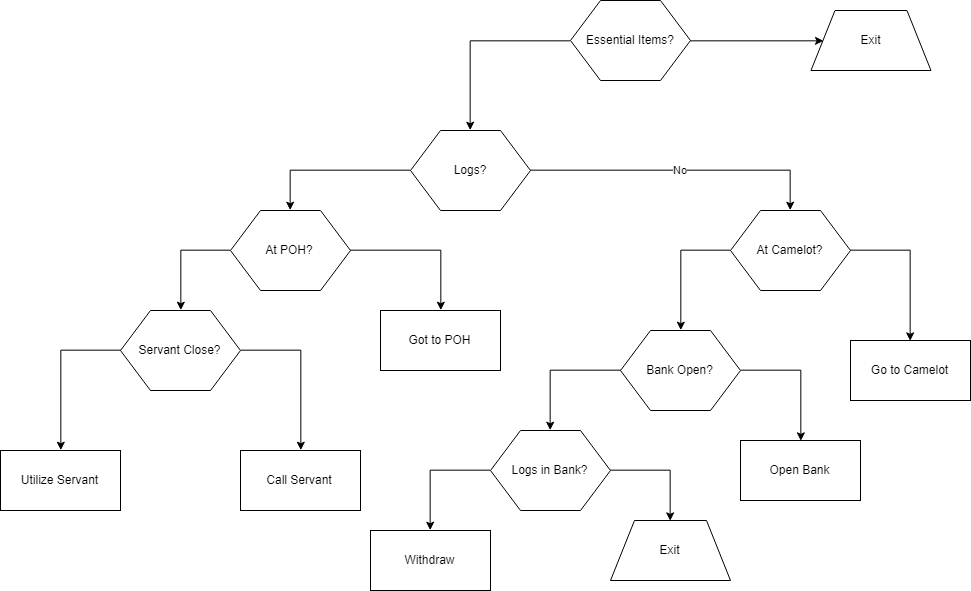 Essential Items?
Exit
Logs?
No
At POH?
At Camelot?
Servant Close?
Got to POH
Bank Open?
Go to Camelot
Utilize Servant
Call Servant
Logs in Bank?
Open Bank
Withdraw
Exit